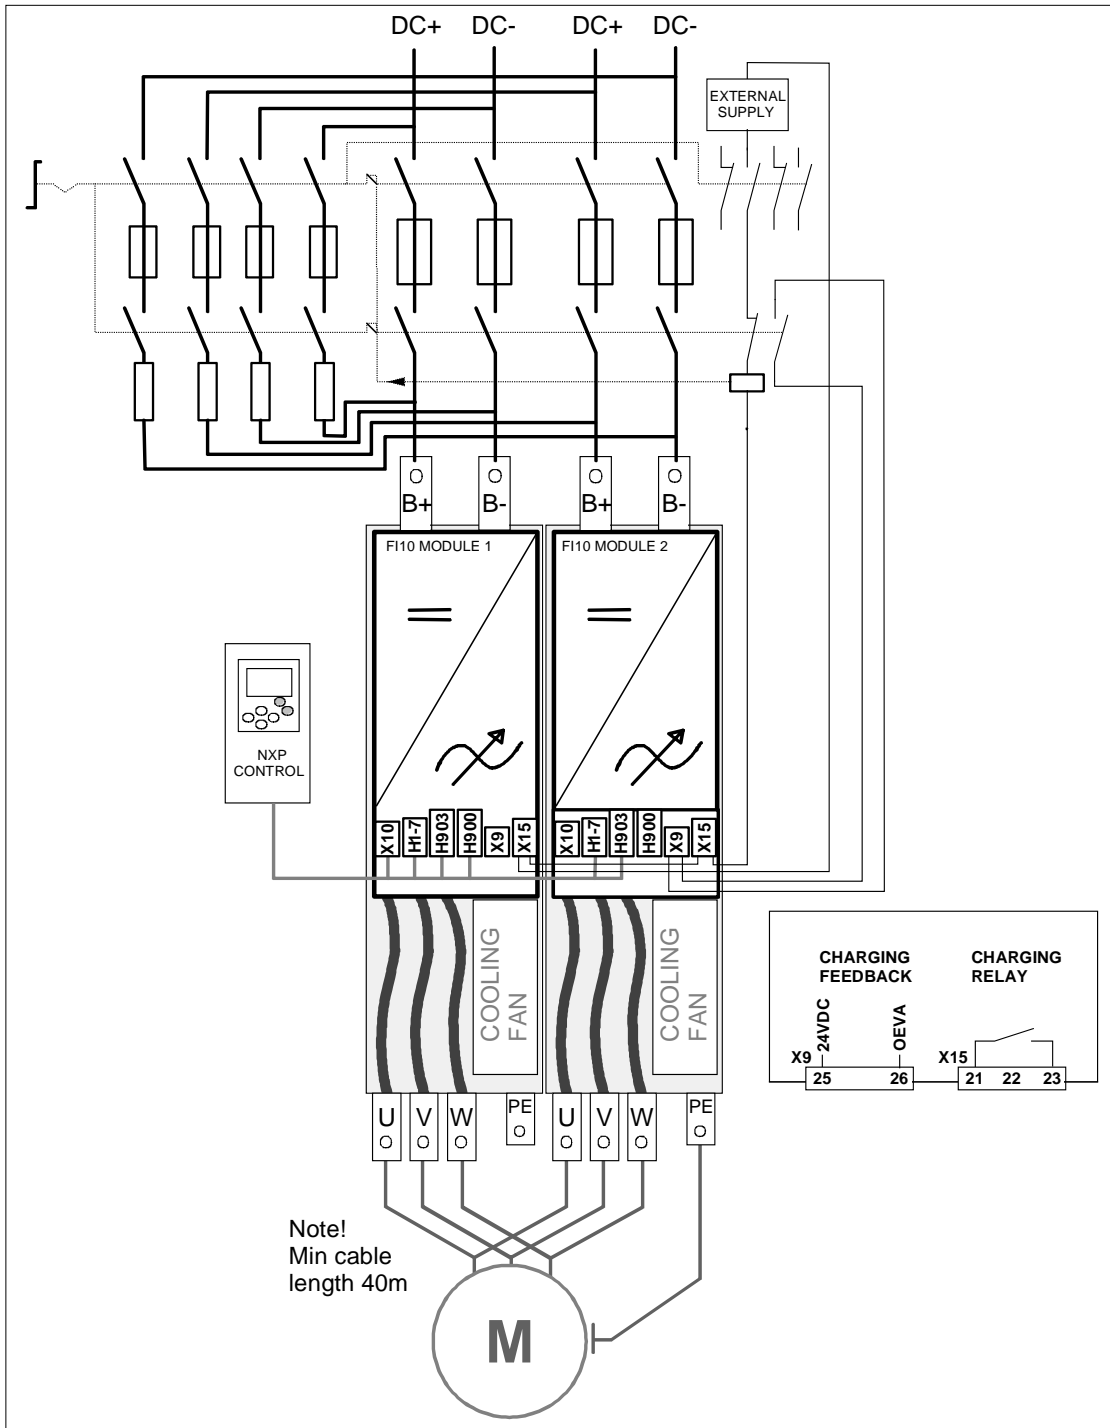 DC+ DC- DC+ DC-
EXTERNAL
SUPPLY
B+ B- B+ B-
FI10 MODULE 1
FI10 MODULE 2
NXP
CONTROL
X10 H1-7 H903 H900 X9 X15
X10 H1-7 H903 H900 X9 X15
COOLING
FAN
COOLING
FAN
CHARGING
FEEDBACK
CHARGING
RELAY
24VDC
OEVA
X9
25 26
X15
21 22 23
U V W PE
U V W PE
Note!
Min cable
length 40m
M